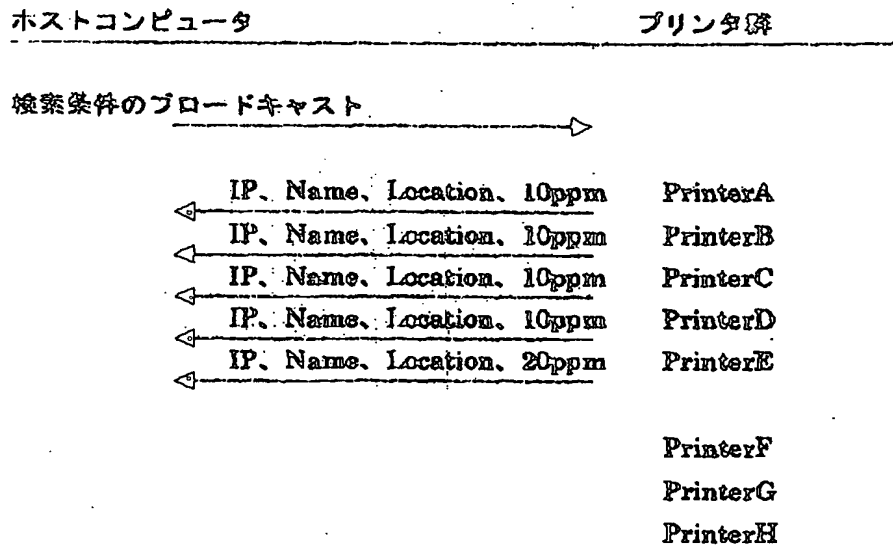 ホストコンピュータ プリンタ群
検索条件のブロードキャスト
IP、Name、Location、10ppm PrinterA
IP、Name、Location、10ppm PrinterB
IP、Name、Location、10ppm PrinterC
IP、Name、Location、10ppm PrinterD
IP、Name、Location、20ppm PrinterE
PrinterF
PrinterG
PrinterH